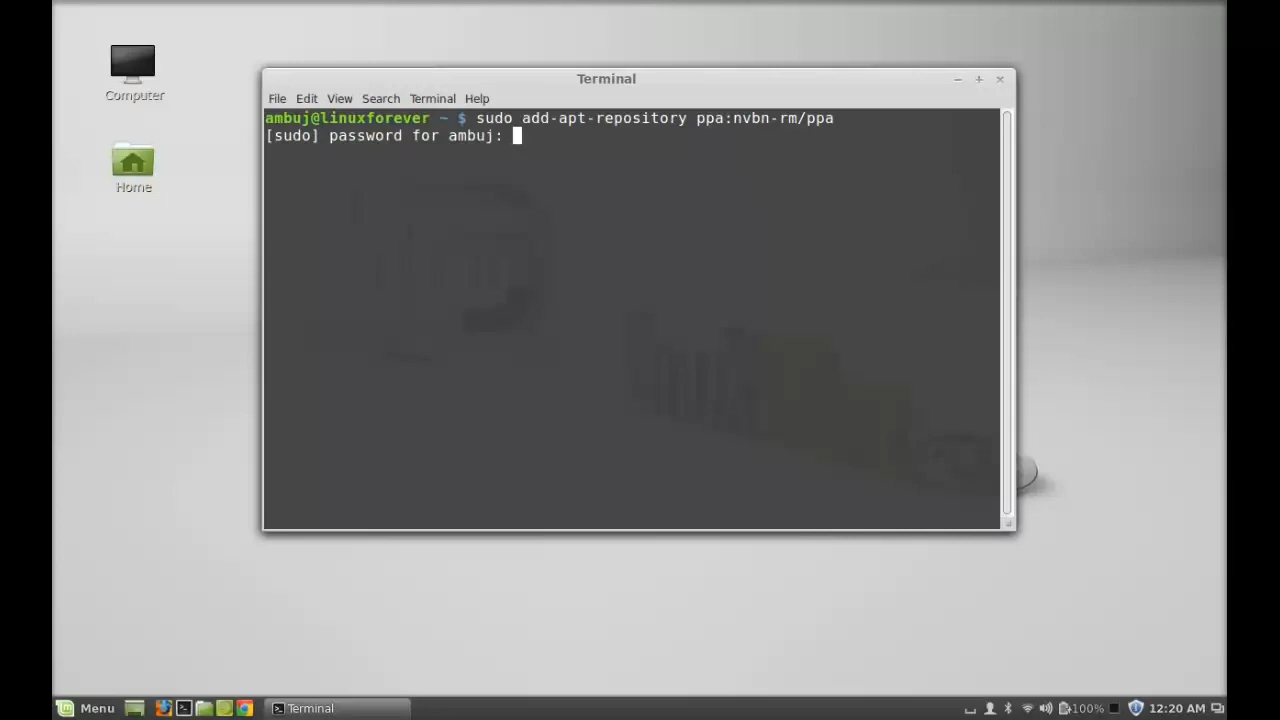 Computer
Home
Terminal
File Edit View Search Terminal Help
ambuj@linuxforever ~ $ sudo add-apt-repository ppa:nvbn-rm/ppa
[sudo] password for ambuj:
Menu
Terminal
100%
12:20 AM